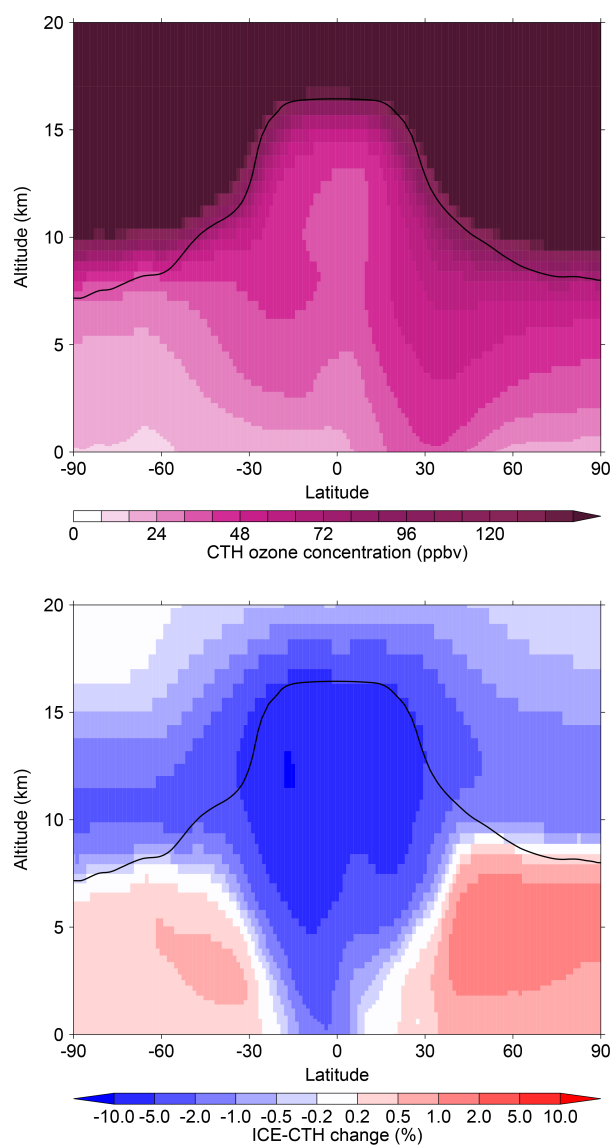 20
15
10
5
0
Altitude (km)
-90 -60 -30 0 30 60 90
Latitude
0 24 48 72 96 120
CTH ozone concentration (ppbv)
20
15
10
5
0
Altitude (km)
-90 -60 -30 0 30 60 90
Latitude
-10.0 -5.0 -2.0 -1.0 -0.5 -0.2 0.2 0.5 1.0 2.0 5.0 10.0
ICE-CTH change (%)